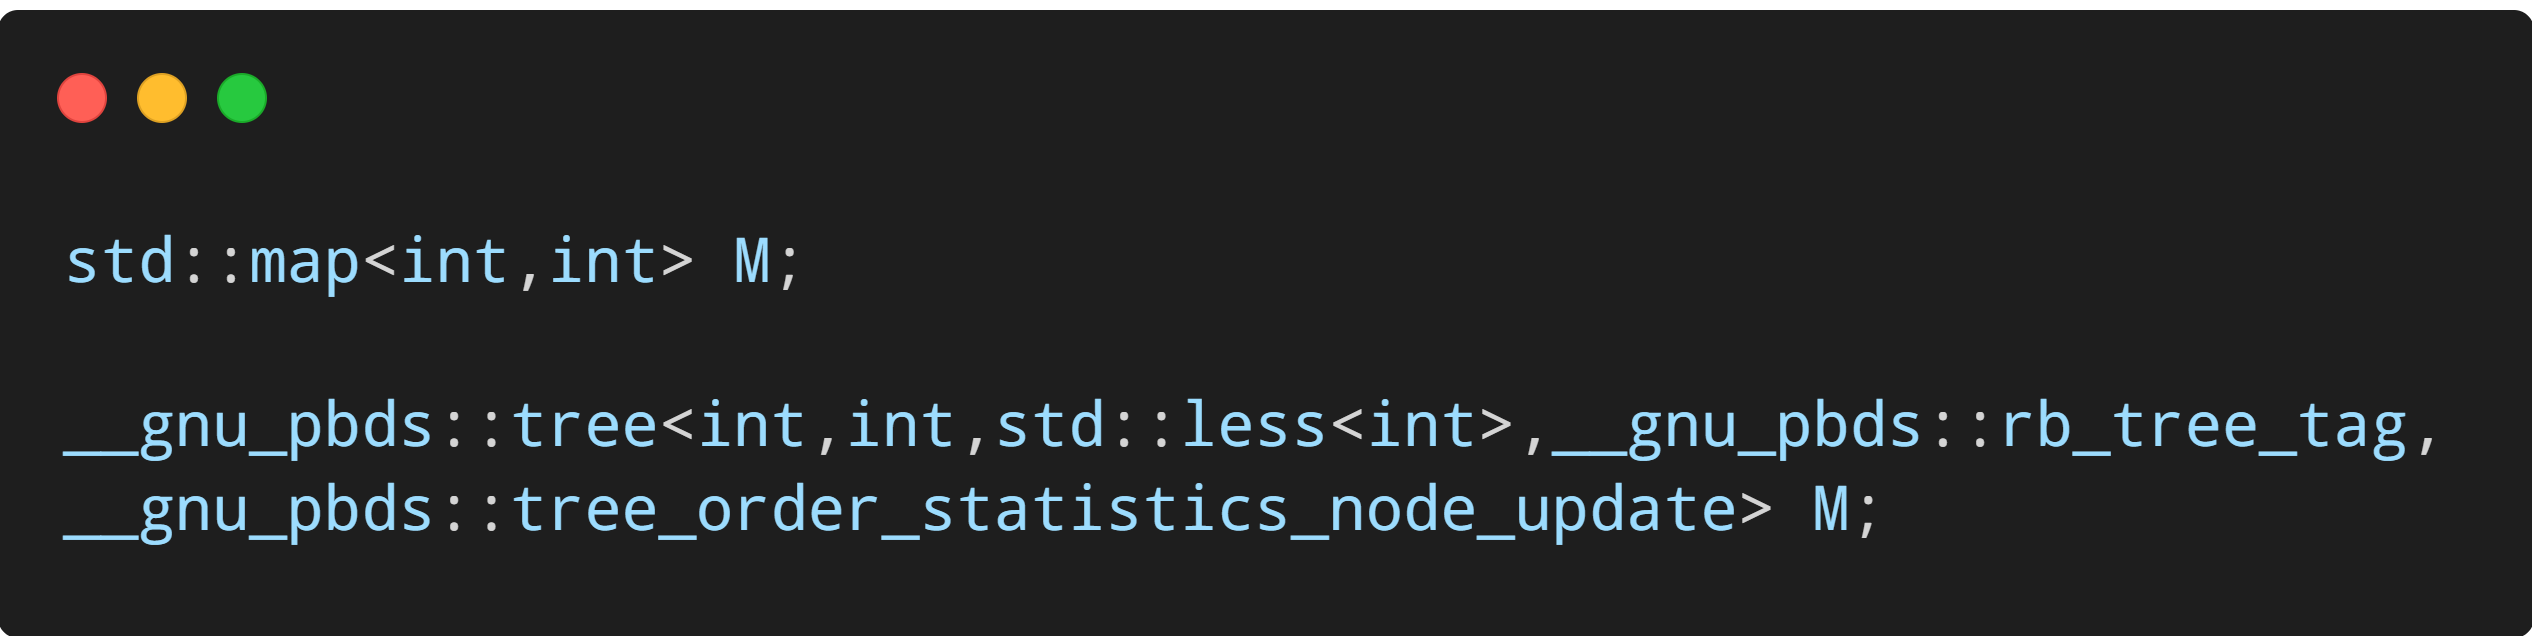 std::map<int,int> M;
__gnu_pbds::tree<int,int,std::less<int>,__gnu_pbds::rb_tree_tag,
__gnu_pbds::tree_order_statistics_node_update> M;